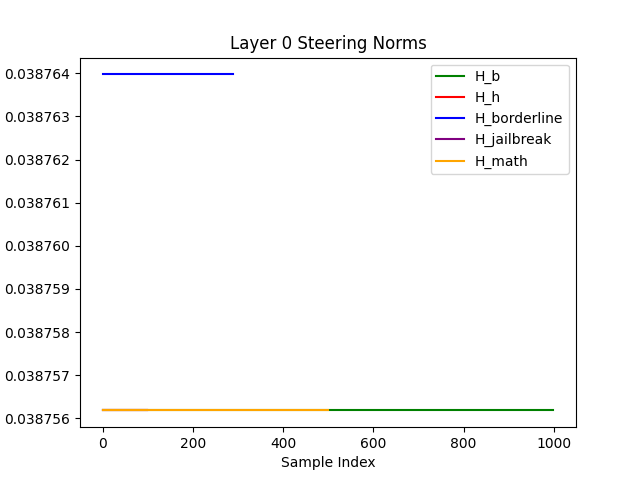 Layer 0 Steering Norms
0.038764
0.038763
0.038762
0.038761
0.038760
0.038759
0.038758
0.038757
0.038756
H_b
H_h
H_borderline
H_jailbreak
H_math
0 200 400 600 800 1000
Sample Index